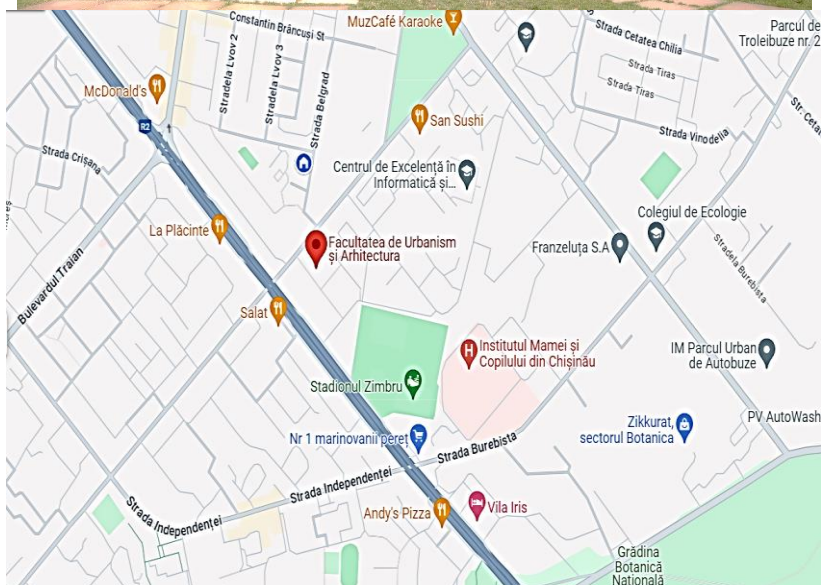 Constantin Brâncuși St
MuzCafé Karaoke
Parcul de
Troleibuze nr. 2
Stradela Lvov 2
Stradela Lvov 3
Strada Belgrad
Strada Cetatea Chilia
Strada Tiras
Strada Tiras
McDonald's
R2
San Sushi
Strada Vinodelia
Str. Ceta
Strada Crișana
Centrul de Excelență în
Informatică și...
La Plăcinte
Colegiul de Ecologie
Facultatea de Urbanism
și Arhitectura
Franzeluța S.A
Stradela Burebista
Bulevardul Traian
Salat
Institutul Mamei și
Copilului din Chișinău
IM Parcul Urban
de Autobuze
Stadionul Zimbru
Nr 1 marinovanii pereț
Zikkurat,
sectorul Botanica
PV AutoWash
Strada Burebista
Strada Independenței
Andy's Pizza
Vila Iris
Strada Independenței
Grădina
Botanică
Națională